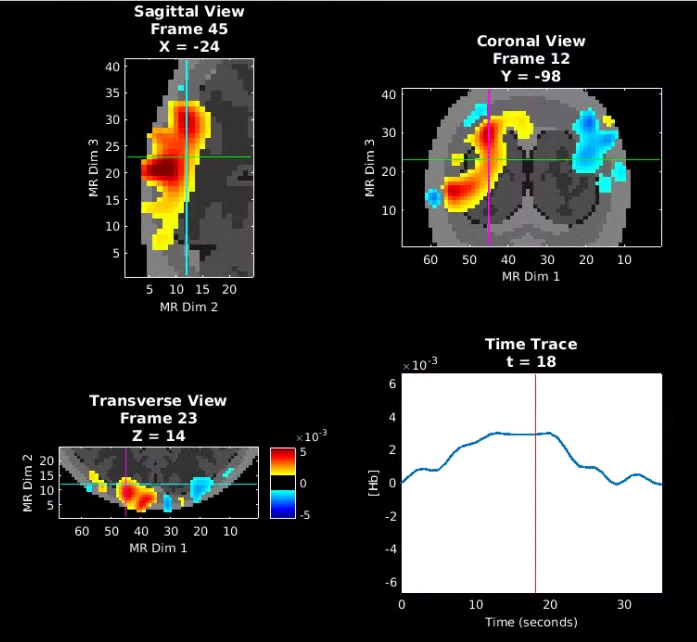 Sagittal View
Frame 45
X = -24
40
35
30
25
20
15
10
5
MR Dim 3
5 10 15 20
MR Dim 2
Coronal View
Frame 12
Y = -98
40
30
20
10
MR Dim 3
60 50 40 30 20 10
MR Dim 1
Transverse View
Frame 23
Z = 14
20
15
10
5
MR Dim 2
60 50 40 30 20 10
MR Dim 1
×10⁻³
5
0
-5
Time Trace
t = 18
×10⁻³
6
4
2
0
-2
-4
-6
[Hb]
0 10 20 30
Time (seconds)